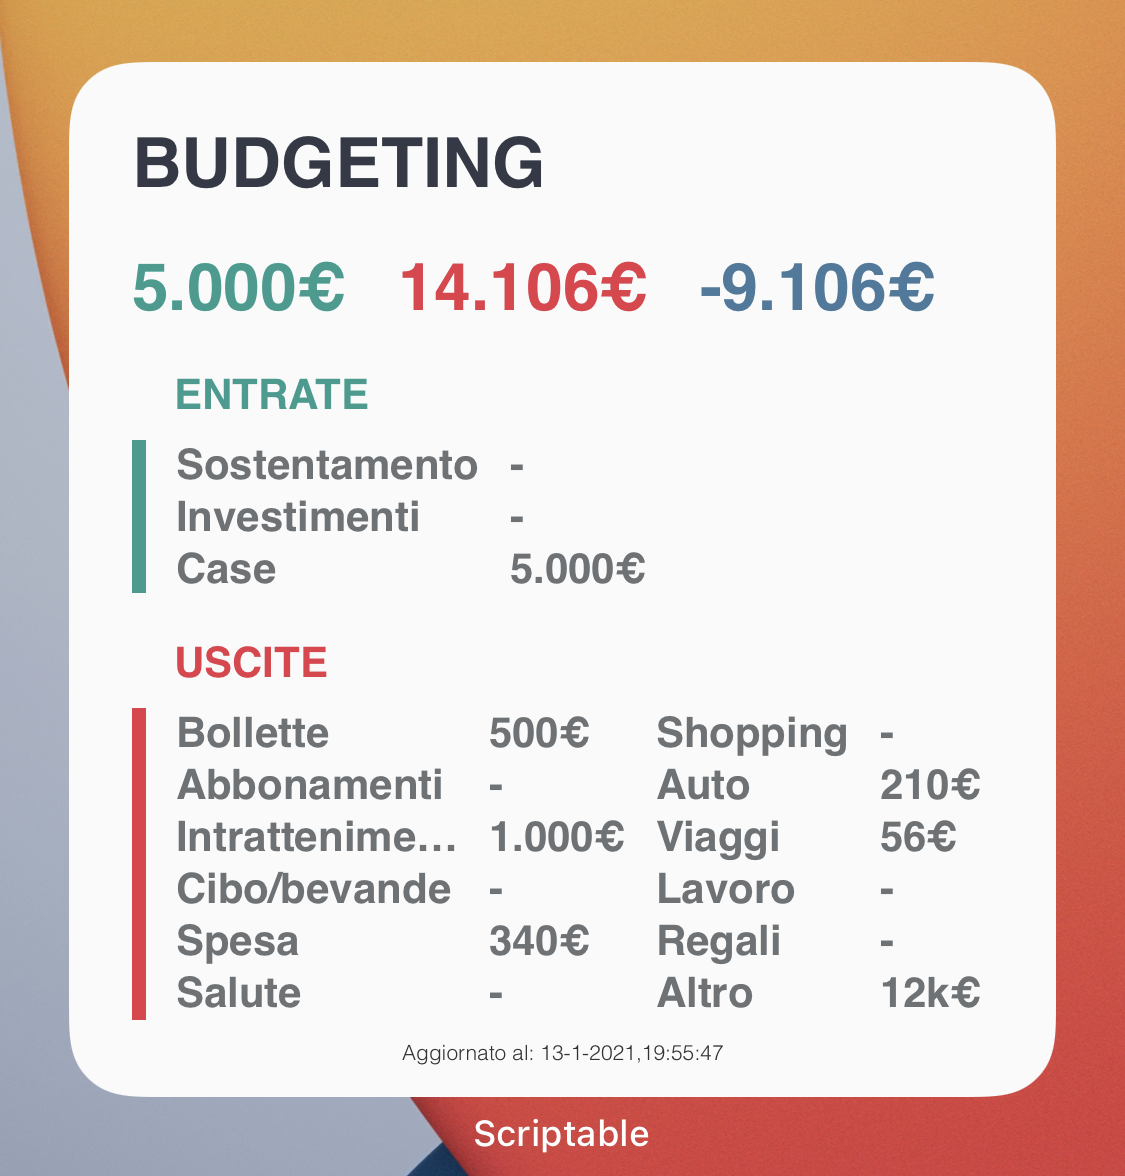 BUDGETING
5.000€ 14.106€ -9.106€
ENTRATE
Sostentamento -
Investimenti -
Case 5.000€
USCITE
Bollette 500€ Shopping -
Abbonamenti - Auto 210€
Intrattenime... 1.000€ Viaggi 56€
Cibo/bevande - Lavoro -
Spesa 340€ Regali -
Salute - Altro 12k€
Aggiornato al: 13-1-2021,19:55:47
Scriptable